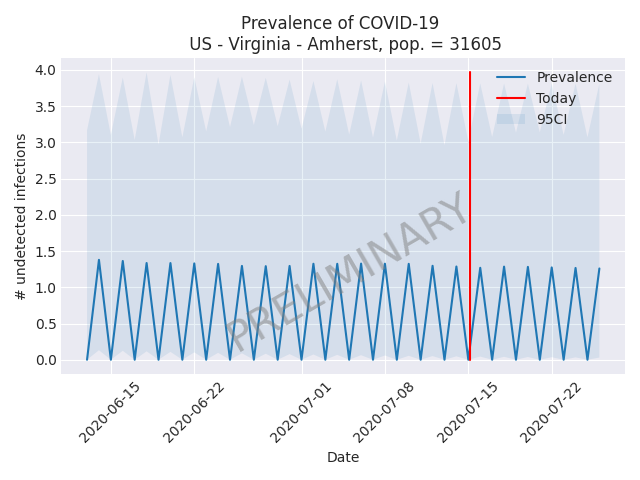 Prevalence of COVID-19
US - Virginia - Amherst, pop. = 31605
# undetected infections
4.0
3.5
3.0
2.5
2.0
1.5
1.0
0.5
0.0
Prevalence
Today
95CI
PRELIMINARY
2020-06-15
2020-06-22
2020-07-01
2020-07-08
2020-07-15
2020-07-22
Date